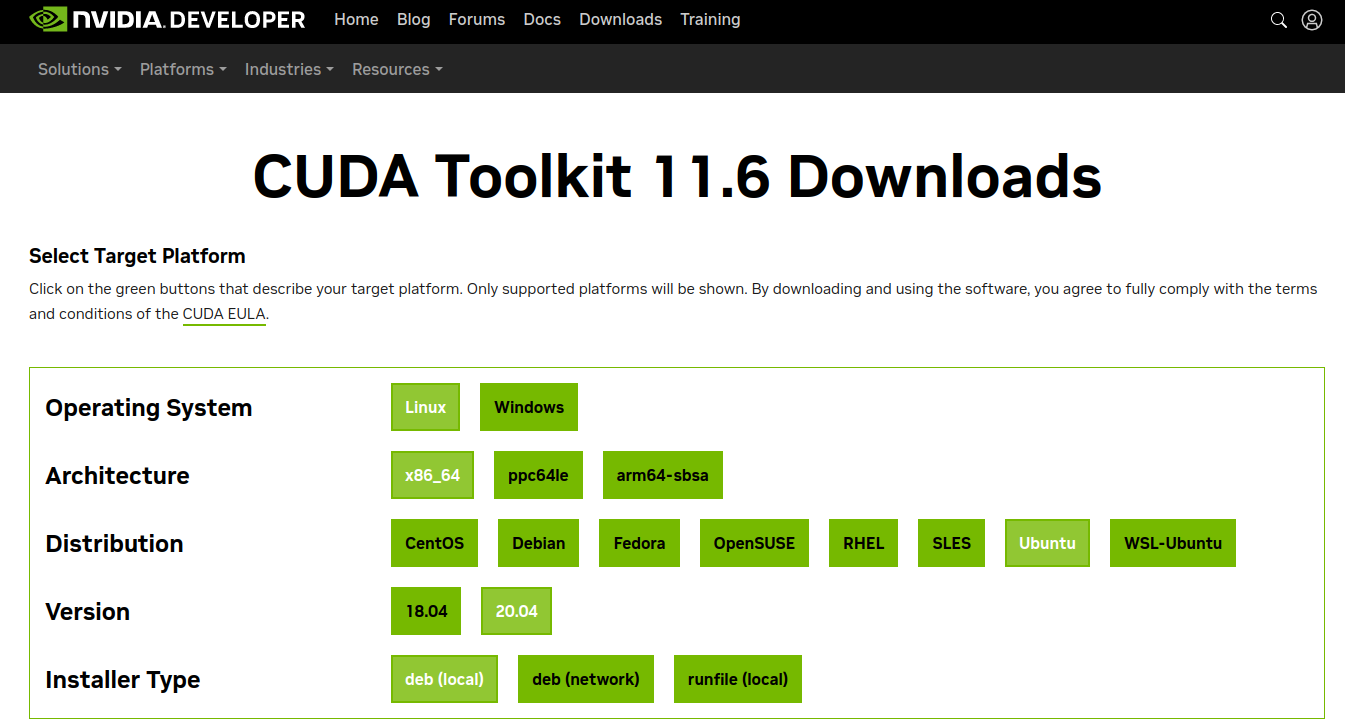 NVIDIA. DEVELOPER Home Blog Forums Docs Downloads Training
Solutions Platforms Industries Resources
CUDA Toolkit 11.6 Downloads
Select Target Platform
Click on the green buttons that describe your target platform. Only supported platforms will be shown. By downloading and using the software, you agree to fully comply with the terms
and conditions of the CUDA EULA.
Operating System Linux Windows
Architecture x86_64 ppc64le arm64-sbsa
Distribution CentOS Debian Fedora OpenSUSE RHEL SLES Ubuntu WSL-Ubuntu
Version 18.04 20.04
Installer Type deb (local) deb (network) runfile (local)